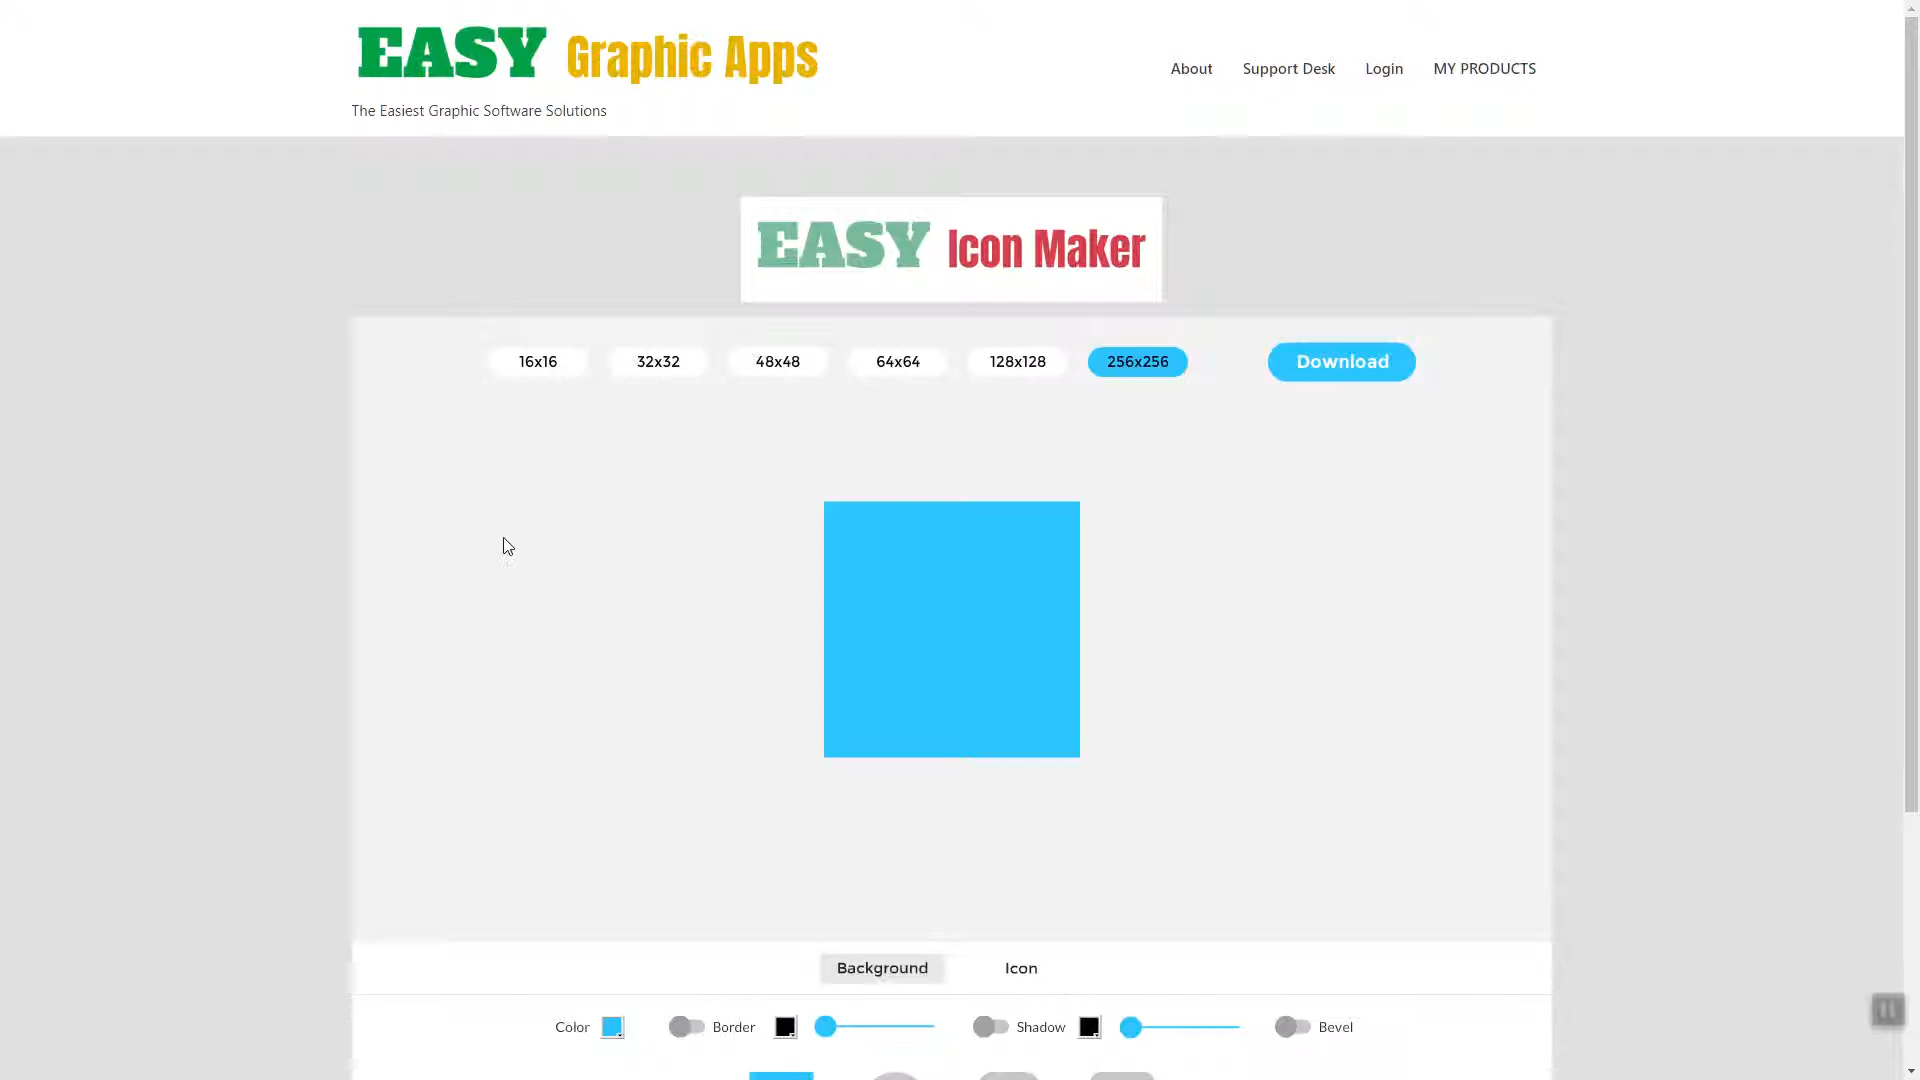 EASY Graphic Apps
The Easiest Graphic Software Solutions
About Support Desk Login MY PRODUCTS
EASY Icon Maker
16x16 32x32 48x48 64x64 128x128 256x256 Download
Background Icon
Color Border Shadow Bevel